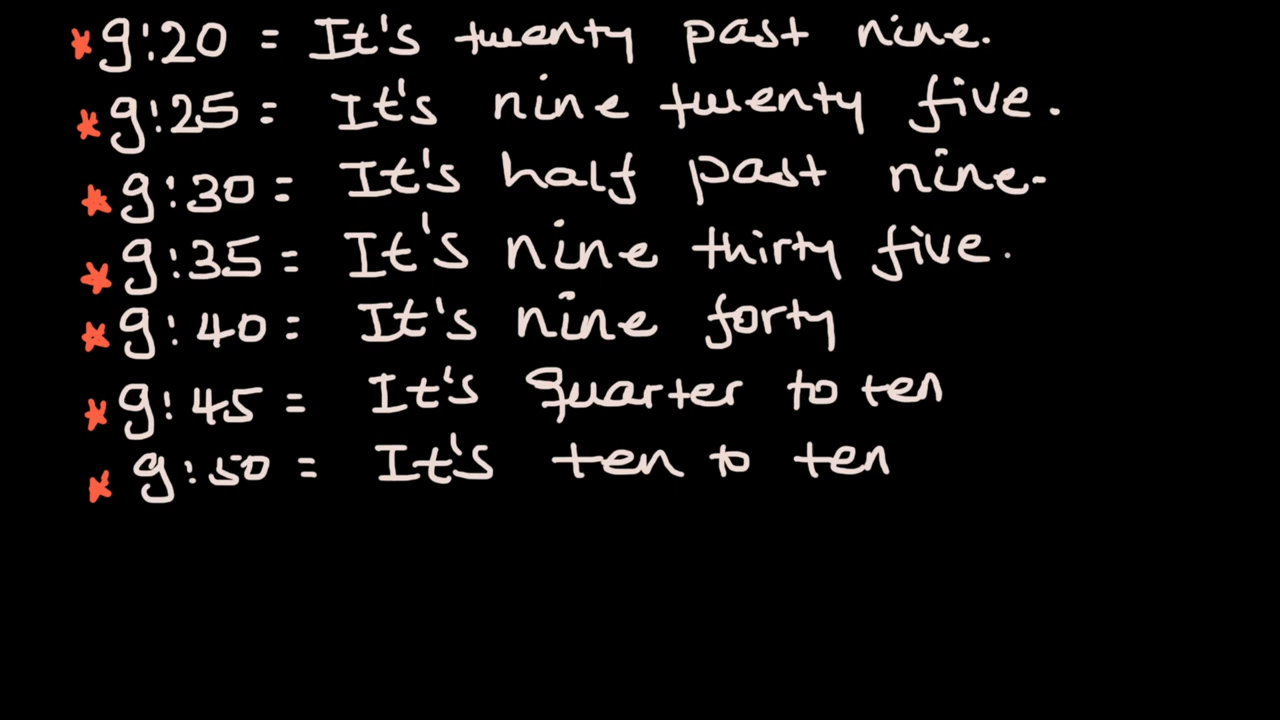 * 9:20 = It's twenty past nine.
* 9:25 = It's nine twenty five.
* 9:30 = It's half past nine.
* 9:35 = It's nine thirty five.
* 9:40 = It's nine forty
* 9:45 = It's quarter to ten
* 9:50 = It's ten to ten